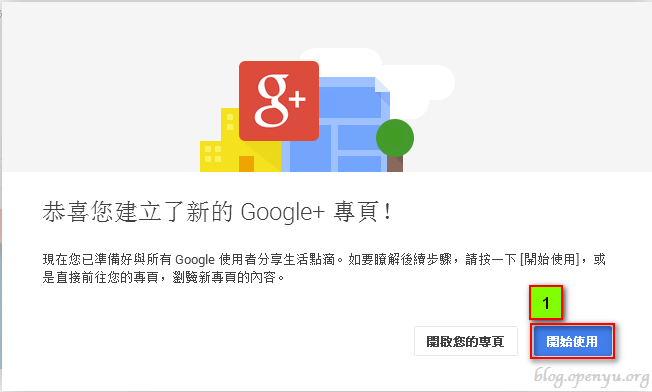 g+
恭喜您建立了新的 Google+ 專頁！
現在您已準備好與所有 Google 使用者分享生活點滴。如要瞭解後續步驟，請按一下 [開始使用]，或
是直接前往您的專頁，瀏覽新專頁的內容。
1
開啟您的專頁
開始使用
blog.openyu.org